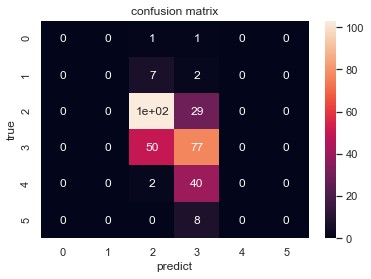 confusion matrix
0 0 0 1 1 0 0
1 0 0 7 2 0 0
2 0 0 1e+02 29 0 0
3 0 0 50 77 0 0
4 0 0 2 40 0 0
5 0 0 0 8 0 0
0 1 2 3 4 5
predict
true
100
80
60
40
20
0